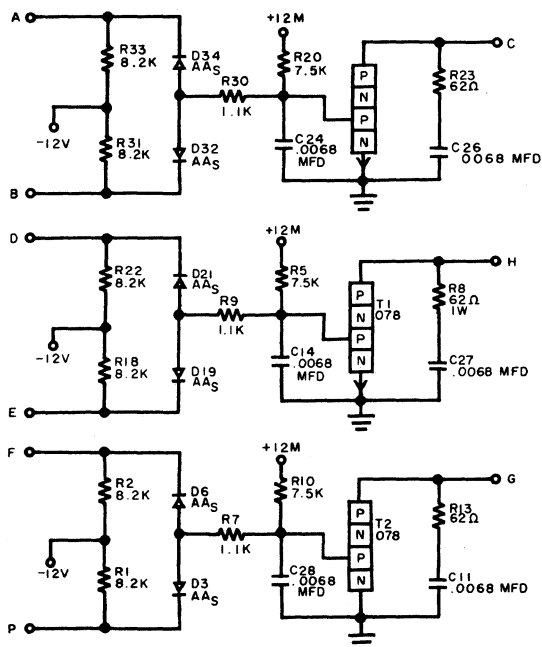 A
+12M
R33
8.2K
D34
AAS
R20
7.5K
C
R30
1.1K
P
N
P
N
R23
62Ω
-12V
R31
8.2K
D32
AAS
C24
.0068
MFD
C26
.0068 MFD
B
D
+12M
H
R22
8.2K
D21
AAS
R5
7.5K
R9
1.1K
P
N
P
N
T1
078
R8
62Ω
1W
-12V
R18
8.2K
D19
AAS
C14
.0068
MFD
C27
.0068 MFD
E
F
+12M
G
R2
8.2K
D6
AAS
R10
7.5K
R7
1.1K
P
N
P
N
T2
078
R13
62Ω
-12V
R1
8.2K
D3
AAS
C28
.0068
MFD
C11
.0068 MFD
P